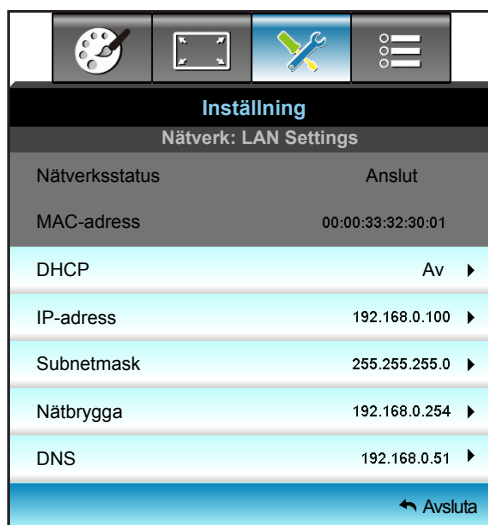 Inställning
Nätverk: LAN Settings
Nätverksstatus Anslut
MAC-adress 00:00:33:32:30:01
DHCP Av
IP-adress 192.168.0.100
Subnetmask 255.255.255.0
Nätbrygga 192.168.0.254
DNS 192.168.0.51
Avsluta